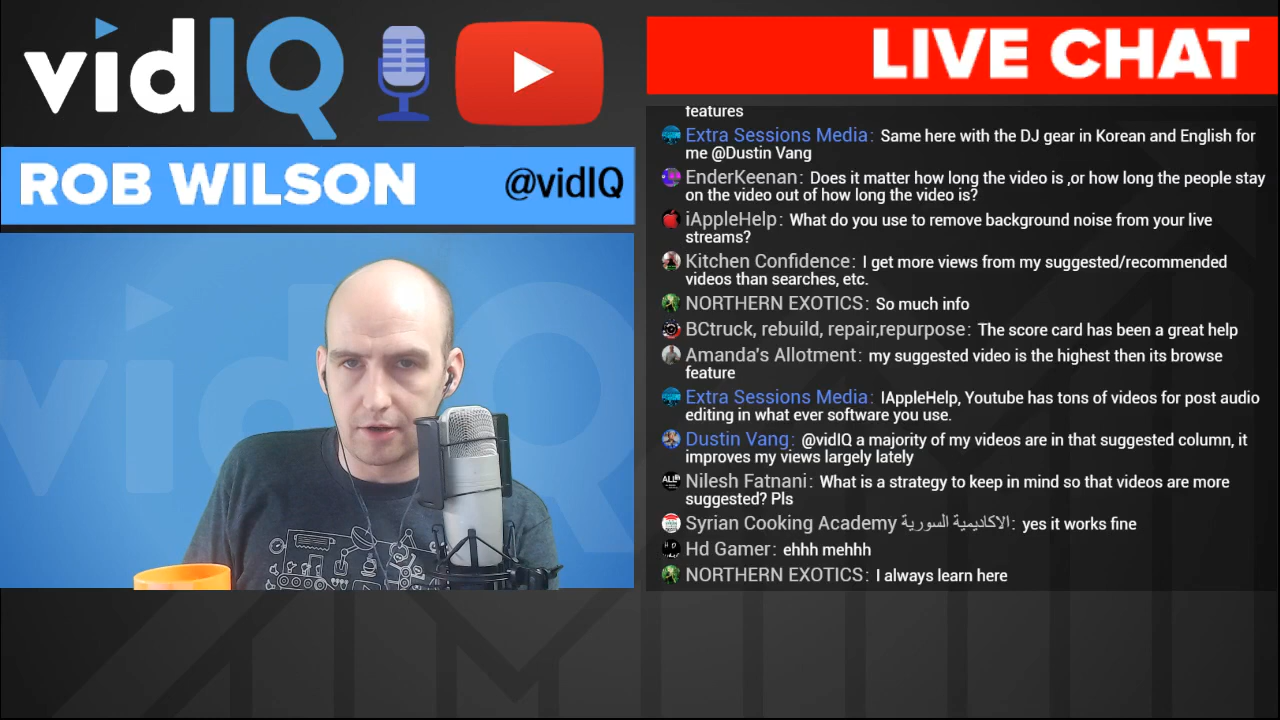 vidIQ
ROB WILSON
@vidIQ
LIVE CHAT
features
Extra Sessions Media: Same here with the DJ gear in Korean and English for
me @Dustin Vang
EnderKeenan: Does it matter how long the video is ,or how long the people stay
on the video out of how long the video is?
iAppleHelp: What do you use to remove background noise from your live
streams?
Kitchen Confidence: I get more views from my suggested/recommended
videos than searches, etc.
NORTHERN EXOTICS: So much info
BCtruck, rebuild, repair,repurpose: The score card has been a great help
Amanda's Allotment: my suggested video is the highest then its browse
feature
Extra Sessions Media: IAppleHelp, Youtube has tons of videos for post audio
editing in what ever software you use.
Dustin Vang: @vidIQ a majority of my videos are in that suggested column, it
improves my views largely lately
Nilesh Fatnani: What is a strategy to keep in mind so that videos are more
suggested? Pls
Syrian Cooking Academy الاكاديمية السورية: yes it works fine
Hd Gamer: ehhh mehhh
NORTHERN EXOTICS: I always learn here